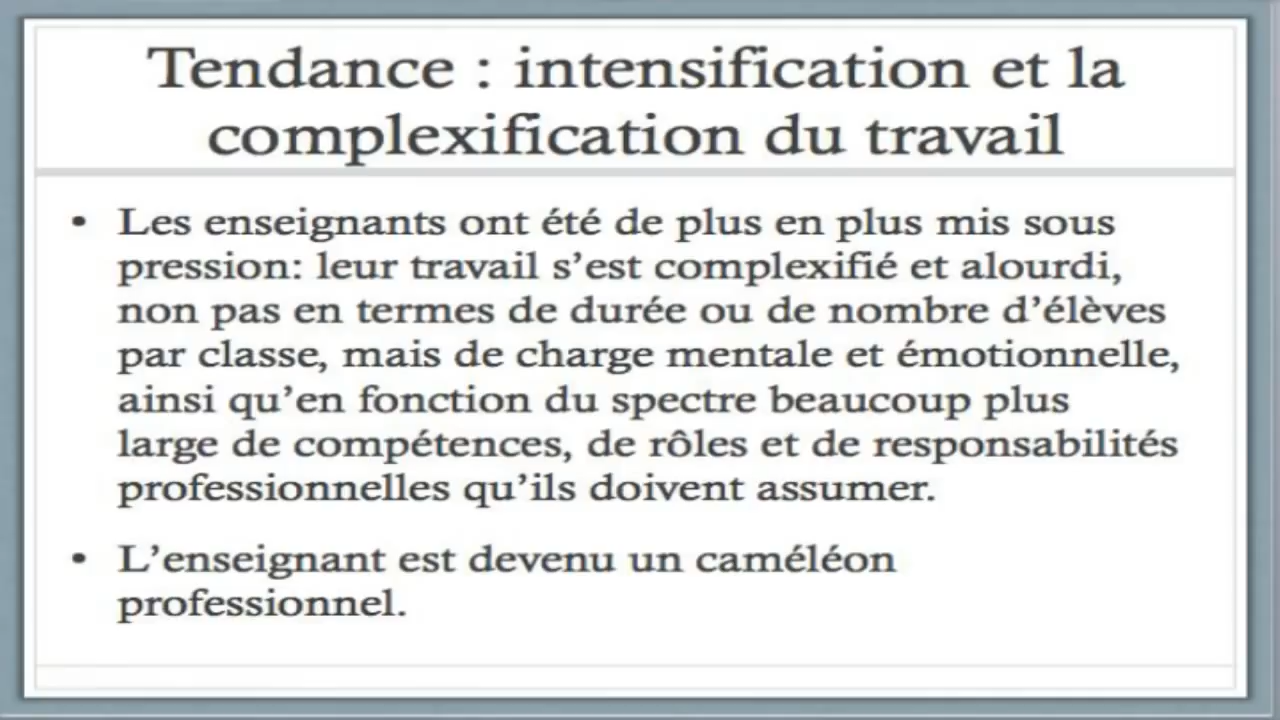 Tendance : intensification et la
complexification du travail
• Les enseignants ont été de plus en plus mis sous
pression: leur travail s’est complexifié et alourdi,
non pas en termes de durée ou de nombre d’élèves
par classe, mais de charge mentale et émotionnelle,
ainsi qu’en fonction du spectre beaucoup plus
large de compétences, de rôles et de responsabilités
professionnelles qu’ils doivent assumer.
• L’enseignant est devenu un caméléon
professionnel.